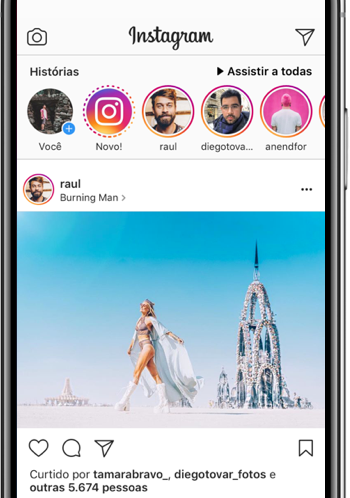 Instagram
Histórias
Assistir a todas
Você
Novo!
raul
diegotova...
anendfor
raul
Burning Man >
Curtido por tamarabravo_, diegotovar_fotos e
outras 5.674 pessoas